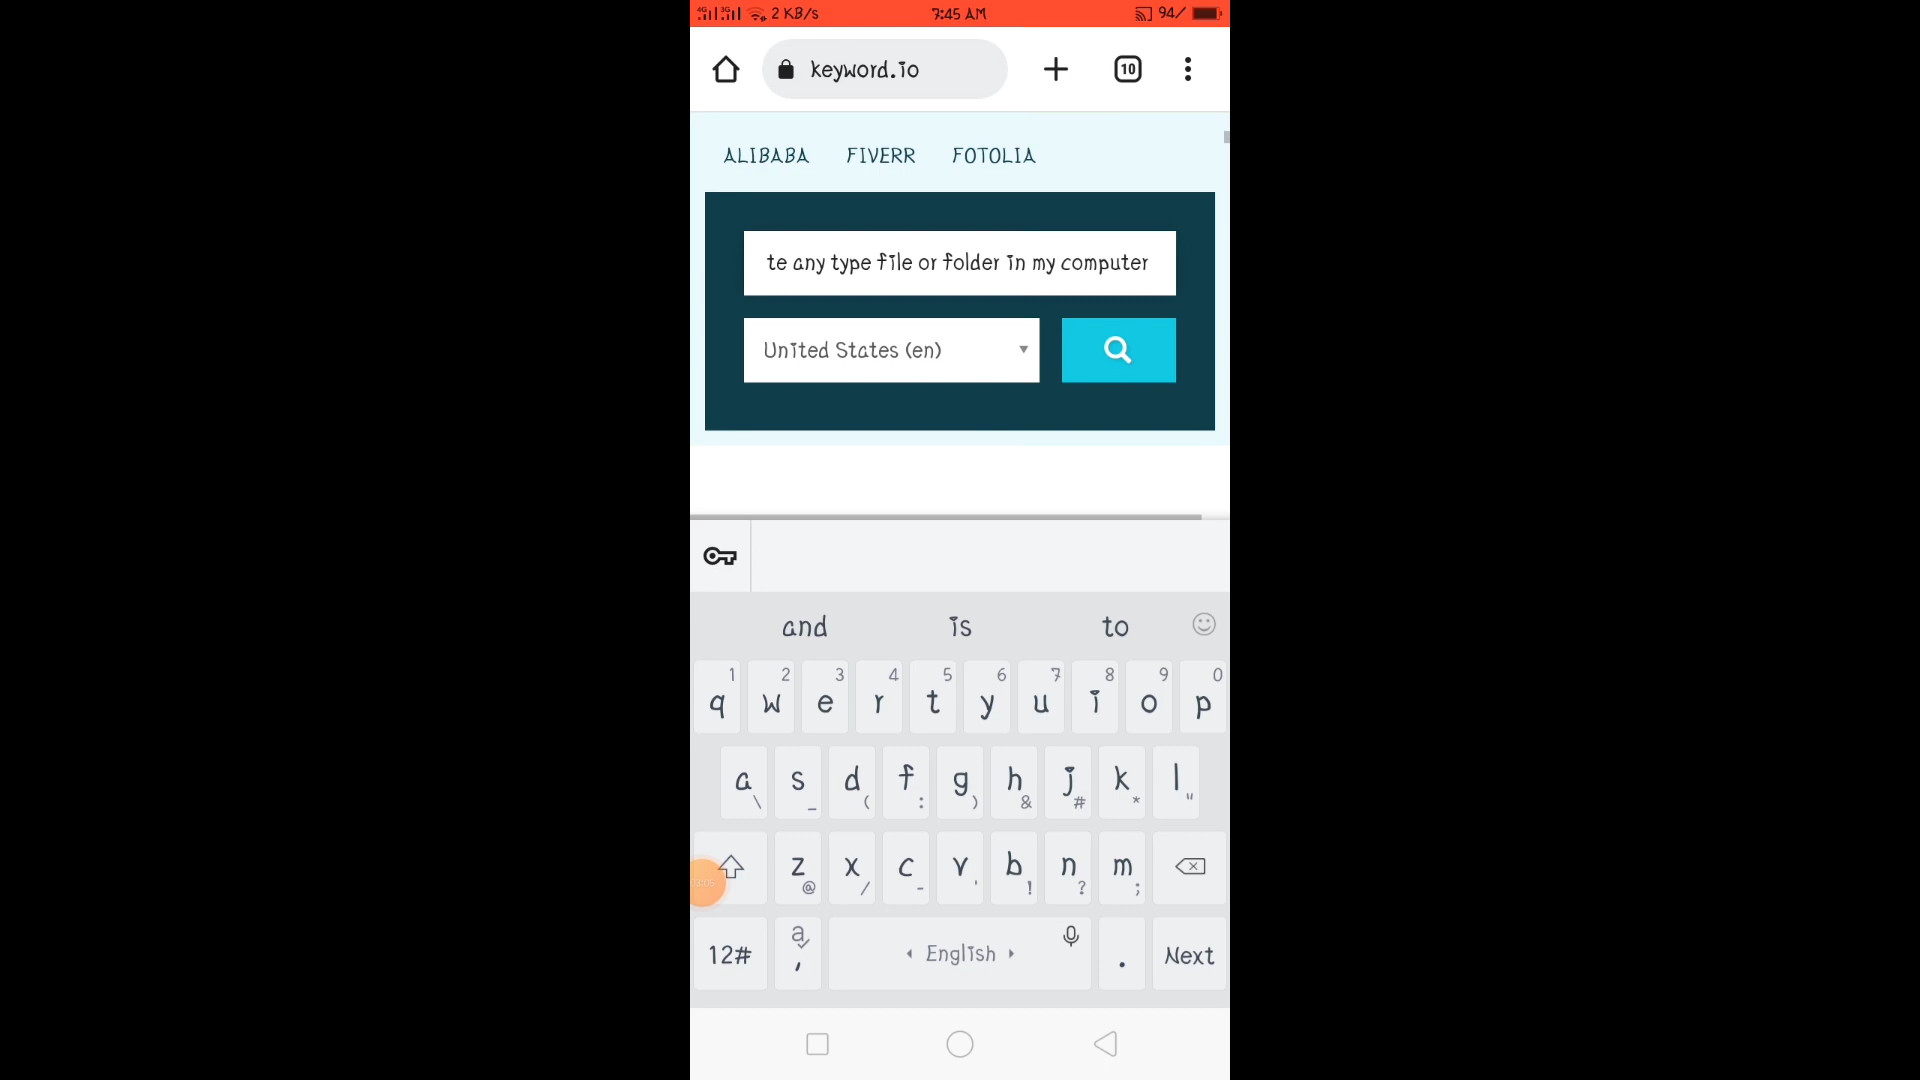 4G 3G 2 KB/s 7:45 AM 94/
keyword.io 10
ALIBABA FIVERR FOTOLIA
te any type file or folder in my computer
United States (en)
and is to
1 2 3 4 5 6 7 8 9 0
q w e r t y u i o p
a s d f g h j k l
\ _ ( : ) & # * "
z x c v b n m
@ / - ' ! ? ;
12# a , English . Next